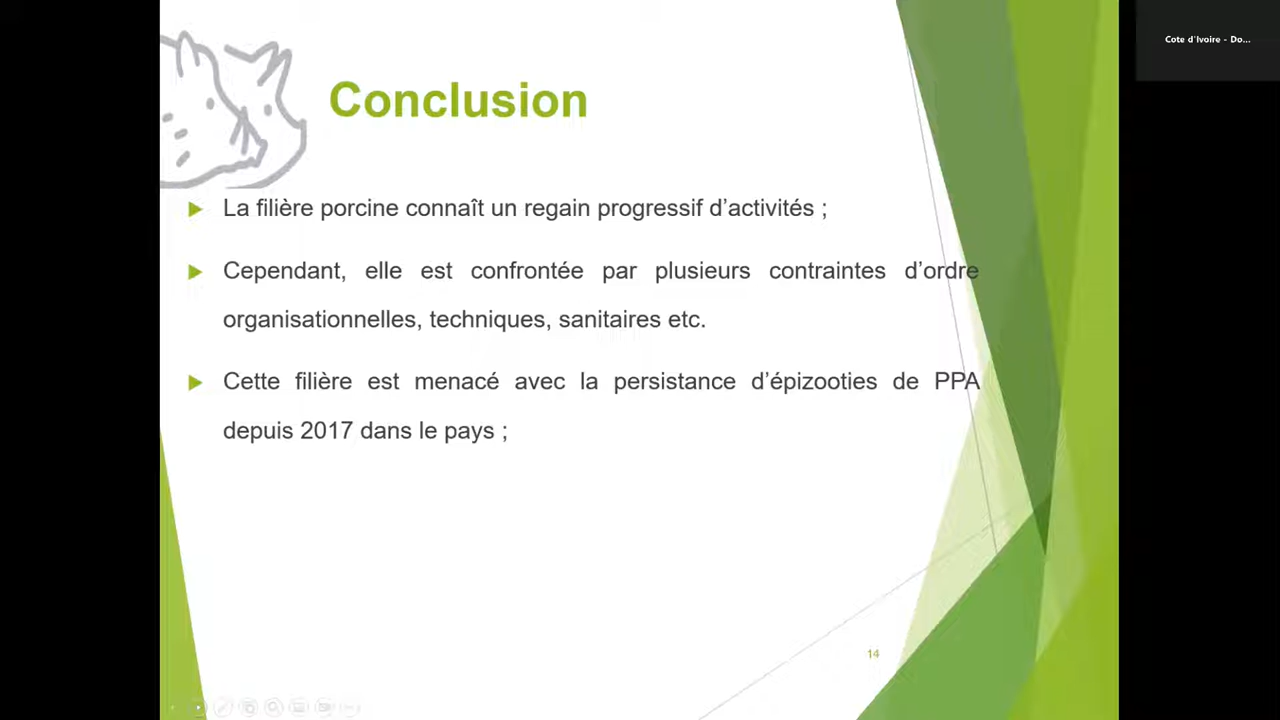 Cote d'Ivoire - Do...
Conclusion
La filière porcine connaît un regain progressif d’activités ;
Cependant, elle est confrontée par plusieurs contraintes d’ordre
organisationnelles, techniques, sanitaires etc.
Cette filière est menacé avec la persistance d’épizooties de PPA
depuis 2017 dans le pays ;
14